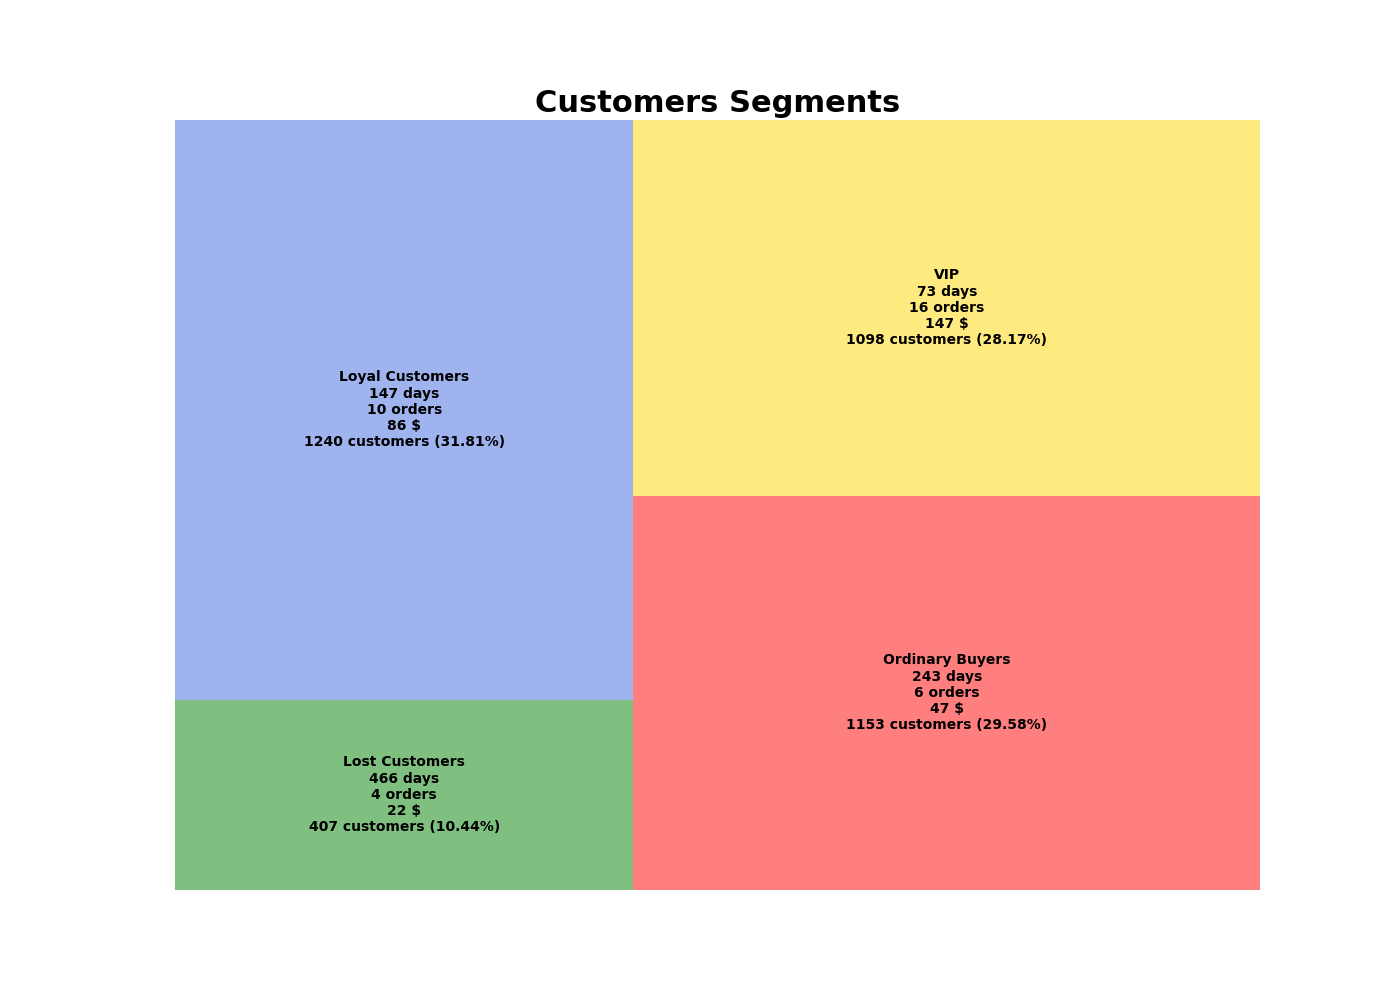 Customers Segments
Loyal Customers
147 days
10 orders
86 $
1240 customers (31.81%)
VIP
73 days
16 orders
147 $
1098 customers (28.17%)
Lost Customers
466 days
4 orders
22 $
407 customers (10.44%)
Ordinary Buyers
243 days
6 orders
47 $
1153 customers (29.58%)